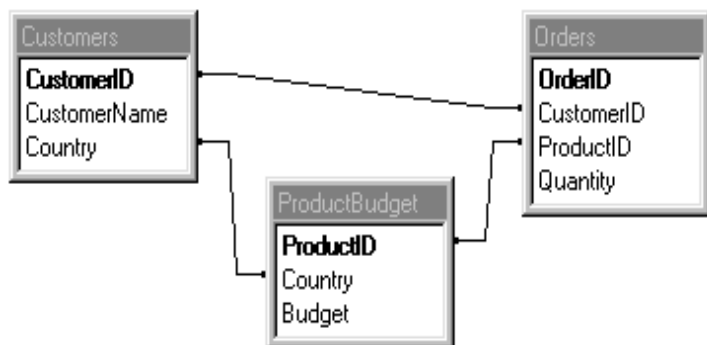 Customers
CustomerID
CustomerName
Country
Orders
OrderID
CustomerID
ProductID
Quantity
ProductBudget
ProductID
Country
Budget